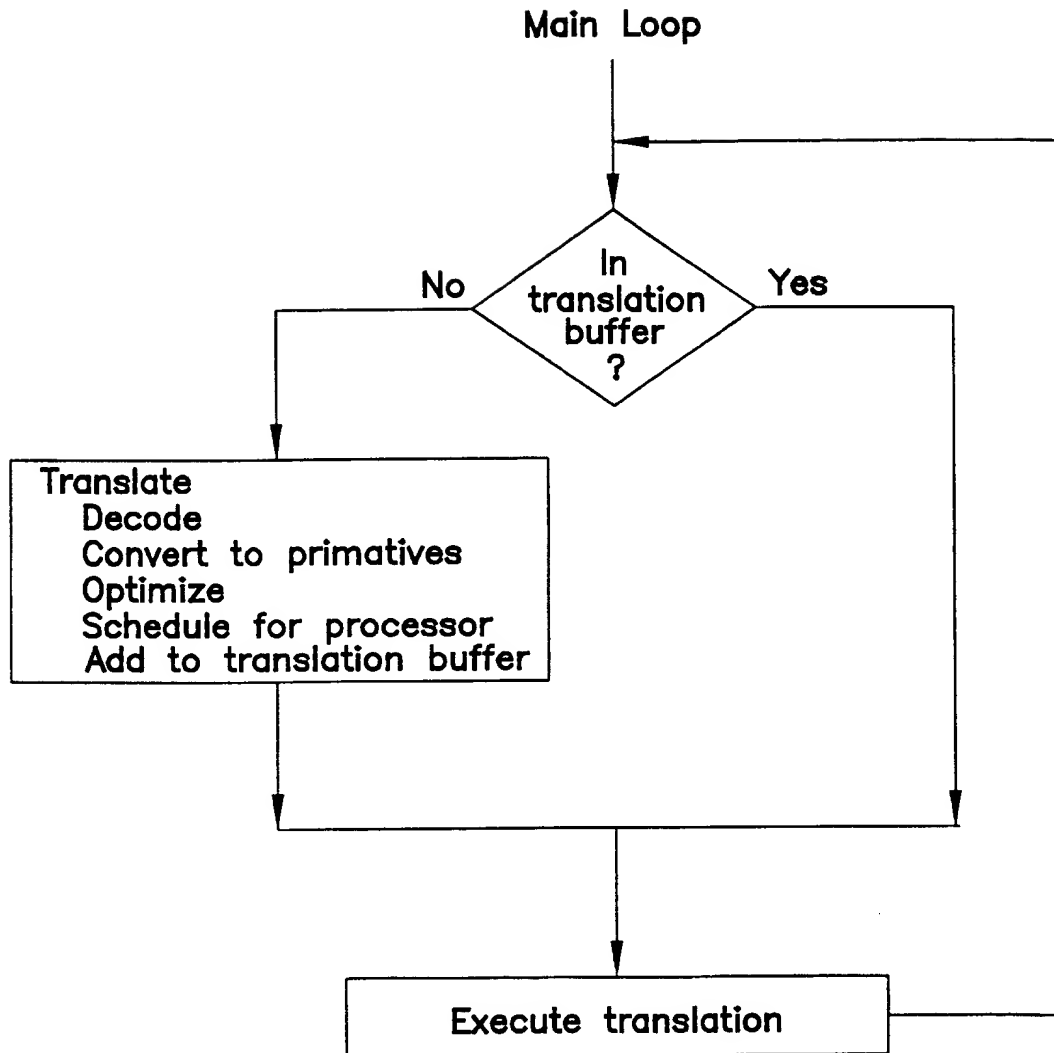 Main Loop
In
translation
buffer
?
No
Yes
Translate
Decode
Convert to primatives
Optimize
Schedule for processor
Add to translation buffer
Execute translation